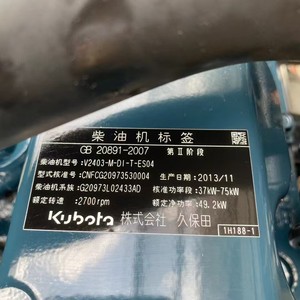 柴油机标签
GB 20891-2007 第Ⅱ阶段
柴油机型号: V2403-M-DI-T-ES04
型式核准号: CNFCG20973530004 生产日期: 2013/11
柴油机系族: G20973L02433AD 核准功率段: 37kW-75kW
额定转速: 2700rpm 额定净功率: 49.2kW
Kubota 株式会社 久保田
1H188-1